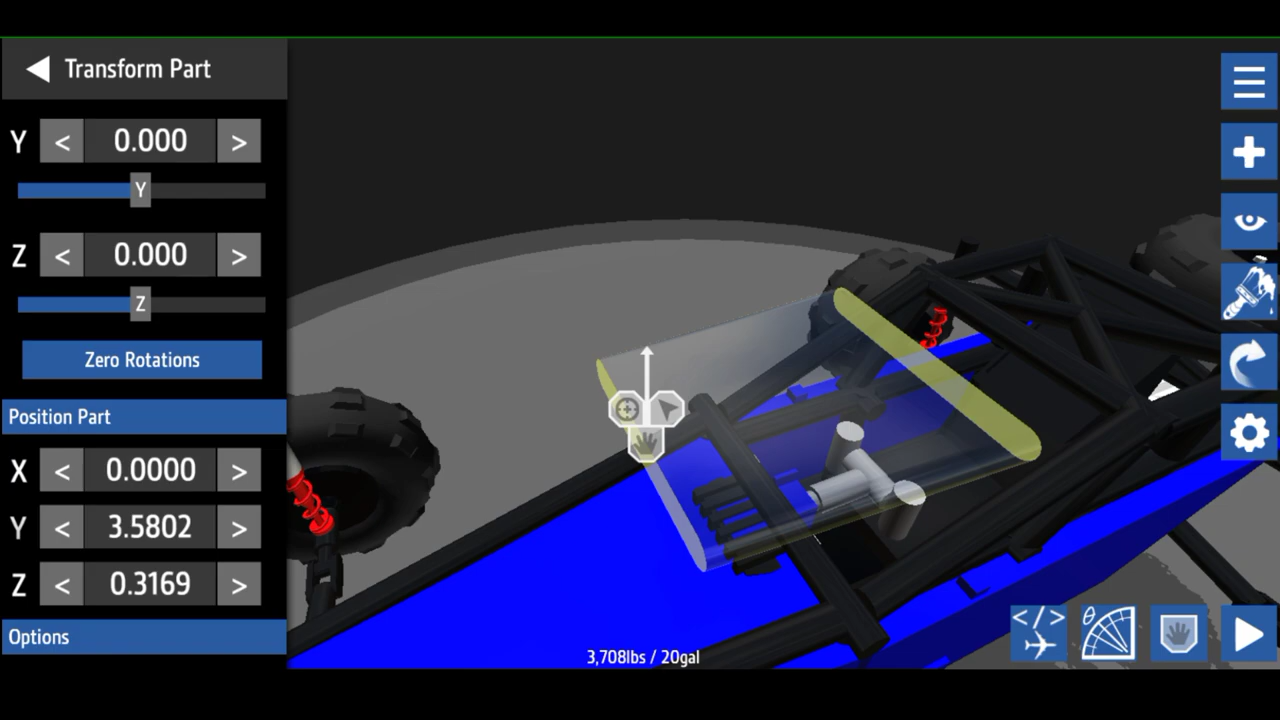 Transform Part
Y < 0.000 >
Y
Z < 0.000 >
Z
Zero Rotations
Position Part
X < 0.0000 >
Y < 3.5802 >
Z < 0.3169 >
Options
3,708lbs / 20gal
</>
θ